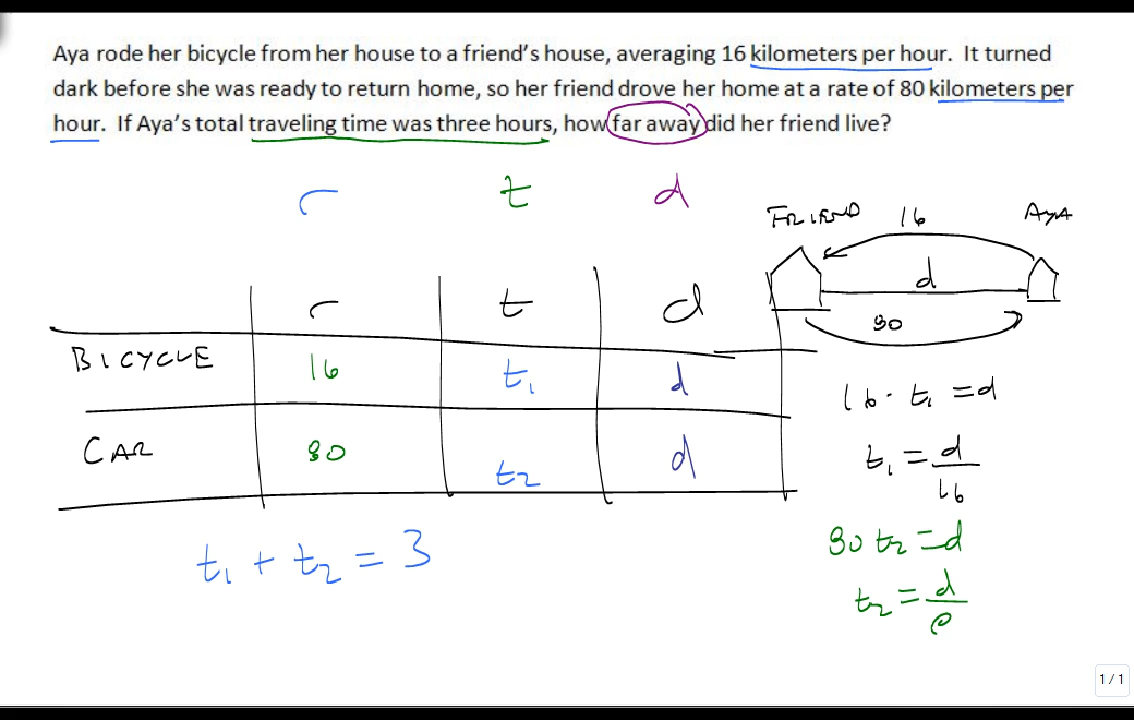 Aya rode her bicycle from her house to a friend's house, averaging 16 kilometers per hour. It turned
dark before she was ready to return home, so her friend drove her home at a rate of 80 kilometers per
hour. If Aya's total traveling time was three hours, how far away did her friend live?
r t d
FRIEND 16 AYA
d
80
r t d
BICYCLE 16 t₁ d
CAR 80 t₂ d
16 · t₁ = d
t₁ = d/16
80 t₂ = d
t₂ = d/
t₁ + t₂ = 3
1 / 1